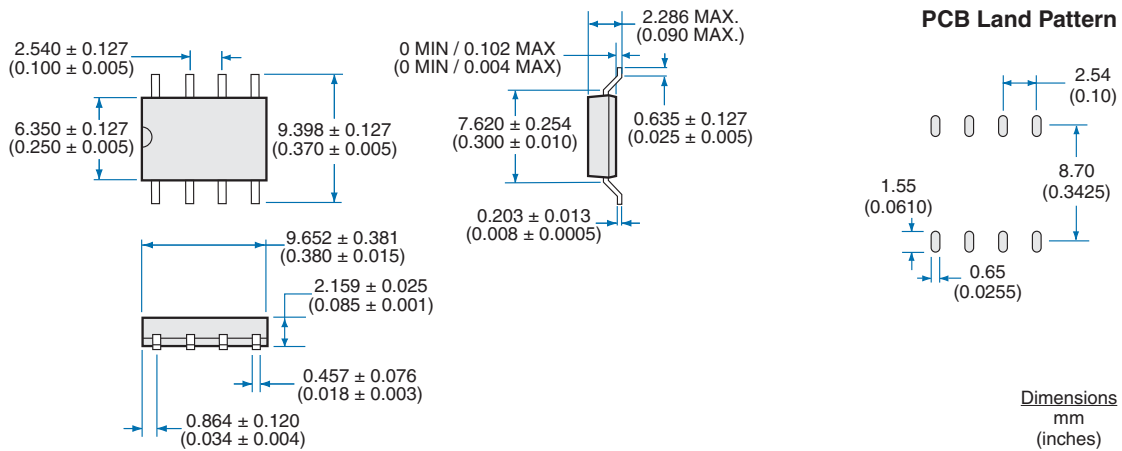 2.540 ± 0.127
(0.100 ± 0.005)
6.350 ± 0.127
(0.250 ± 0.005)
9.398 ± 0.127
(0.370 ± 0.005)
9.652 ± 0.381
(0.380 ± 0.015)
2.159 ± 0.025
(0.085 ± 0.001)
0.457 ± 0.076
(0.018 ± 0.003)
0.864 ± 0.120
(0.034 ± 0.004)
2.286 MAX.
(0.090 MAX.)
0 MIN / 0.102 MAX
(0 MIN / 0.004 MAX)
7.620 ± 0.254
(0.300 ± 0.010)
0.635 ± 0.127
(0.025 ± 0.005)
0.203 ± 0.013
(0.008 ± 0.0005)
PCB Land Pattern
2.54
(0.10)
8.70
(0.3425)
1.55
(0.0610)
0.65
(0.0255)
Dimensions
mm
(inches)